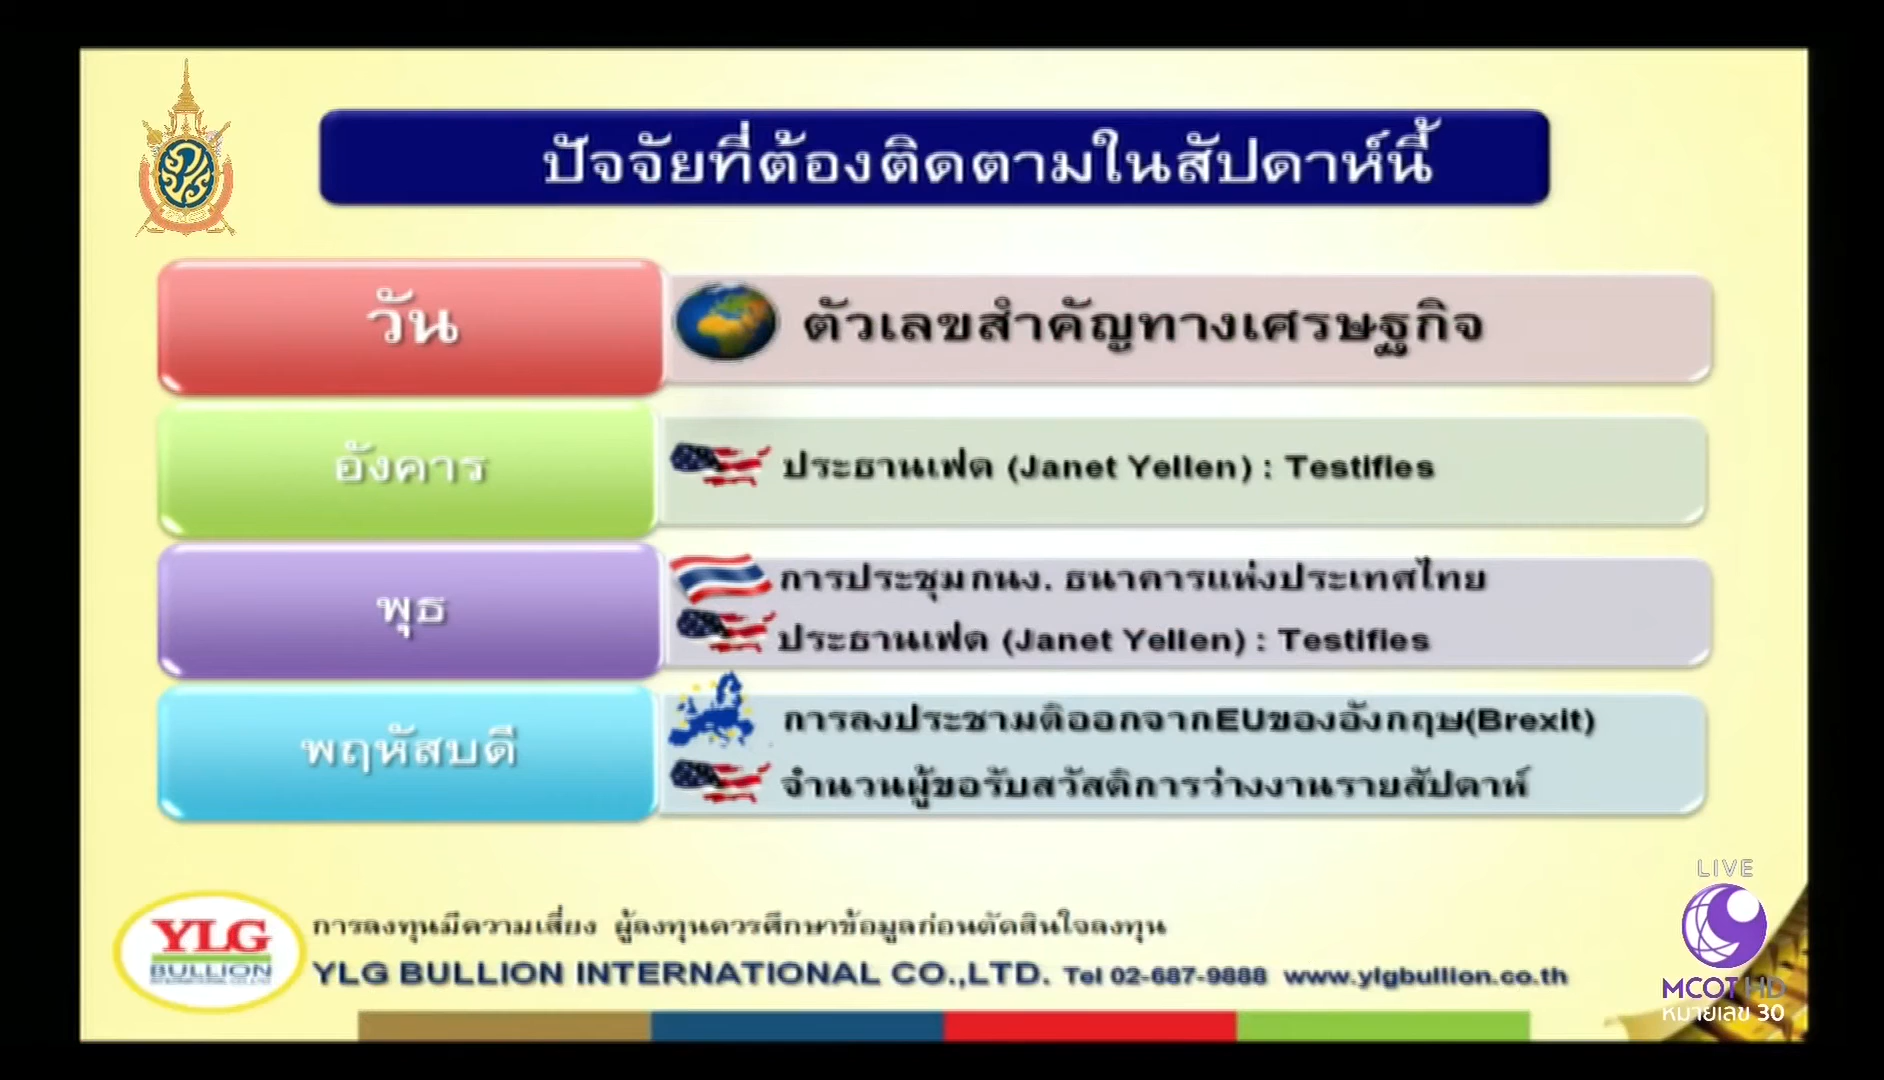 ปัจจัยที่ต้องติดตามในสัปดาห์นี้
วัน
ตัวเลขสำคัญทางเศรษฐกิจ
อังคาร
ประธานเฟด (Janet Yellen) : Testifies
พุธ
การประชุมกนง. ธนาคารแห่งประเทศไทย
ประธานเฟด (Janet Yellen) : Testifies
พฤหัสบดี
การลงประชามติออกจากEUของอังกฤษ(Brexit)
จำนวนผู้ขอรับสวัสดิการว่างงานรายสัปดาห์
YLG
BULLION
INTERNATIONAL CO.,LTD
การลงทุนมีความเสี่ยง ผู้ลงทุนควรศึกษาข้อมูลก่อนตัดสินใจลงทุน
YLG BULLION INTERNATIONAL CO.,LTD. Tel 02-687-9888 www.ylgbullion.co.th
LIVE
MCOT HD
หมายเลข 30